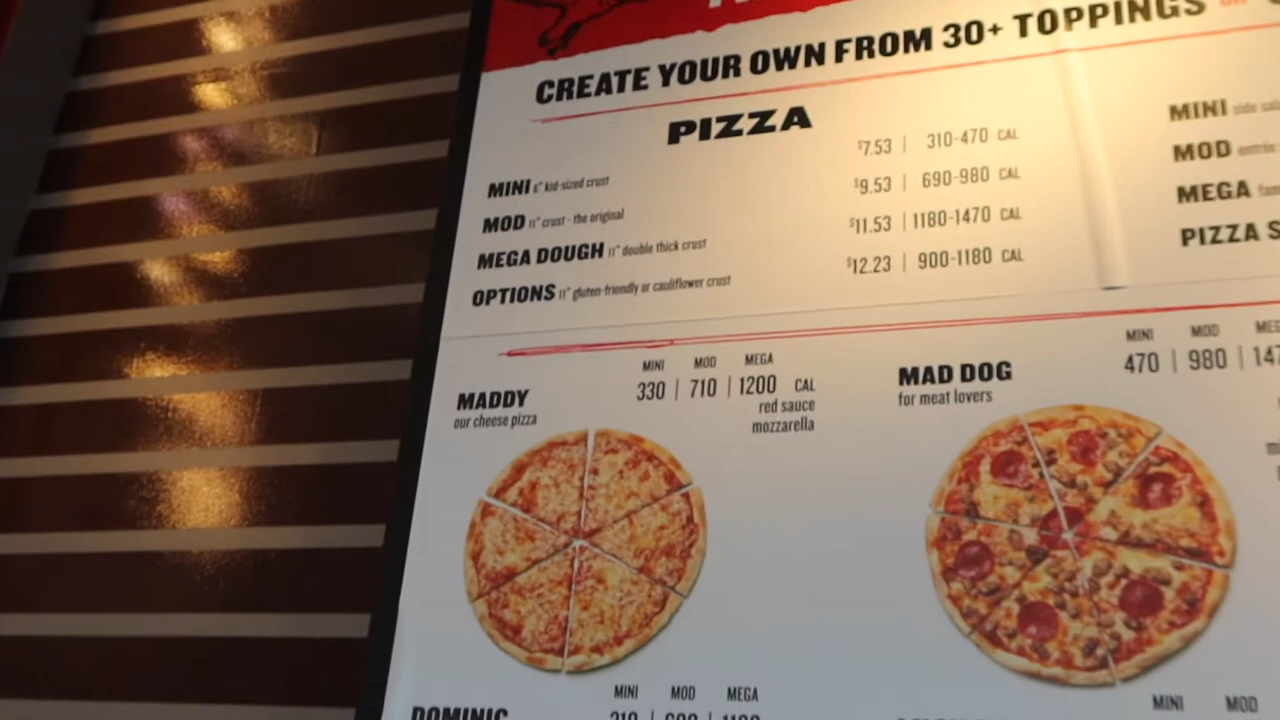 CREATE YOUR OWN FROM 30+ TOPPINGS
PIZZA
MINI 6" kid-sized crust $7.53 | 310-470 CAL
MOD 11" crust - the original $9.53 | 690-980 CAL
MEGA DOUGH 11" double thick crust $11.53 | 1180-1470 CAL
OPTIONS 11" gluten-friendly or cauliflower crust $12.23 | 900-1180 CAL
MINI side
MOD entrée
MEGA
PIZZA S
MADDY
our cheese pizza
MINI MOD MEGA
330 | 710 | 1200 CAL
red sauce
mozzarella
MAD DOG
for meat lovers
MINI MOD ME
470 | 980 | 147
DOMINIC
MINI MOD MEGA
MINI MOD